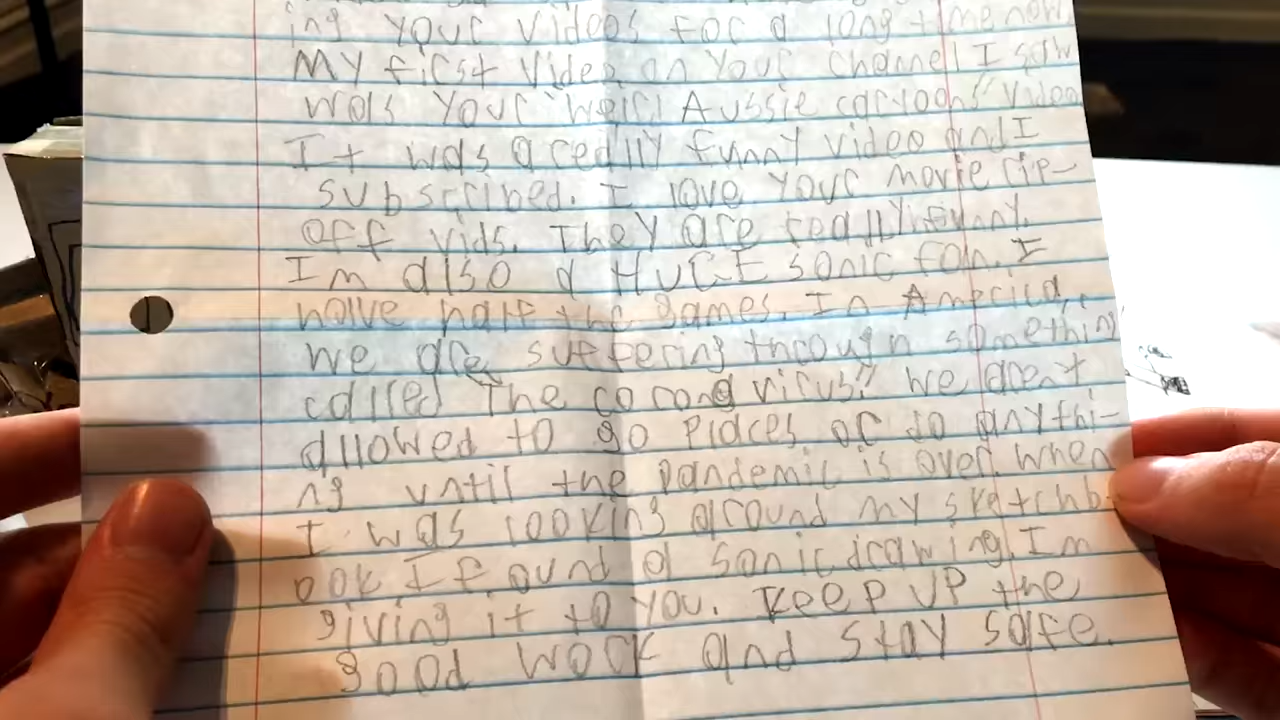 ing your videos for a long time now
My first video on your channel I saw
was your "weird Aussie cartoons" video
It was a really funny video and I
subscribed. I love your movie rip-
off vids. They are really funny.
Im also a HUGE sonic fan. I
have half the games. In America,
we are suffering through something
called "The corona virus". We arent
allowed to go places or do anythi-
ng until the pandemic is over. when
I was looking around my sketchb-
ook I found a sonic drawing. Im
giving it to you. Keep up the
good work and stay safe.